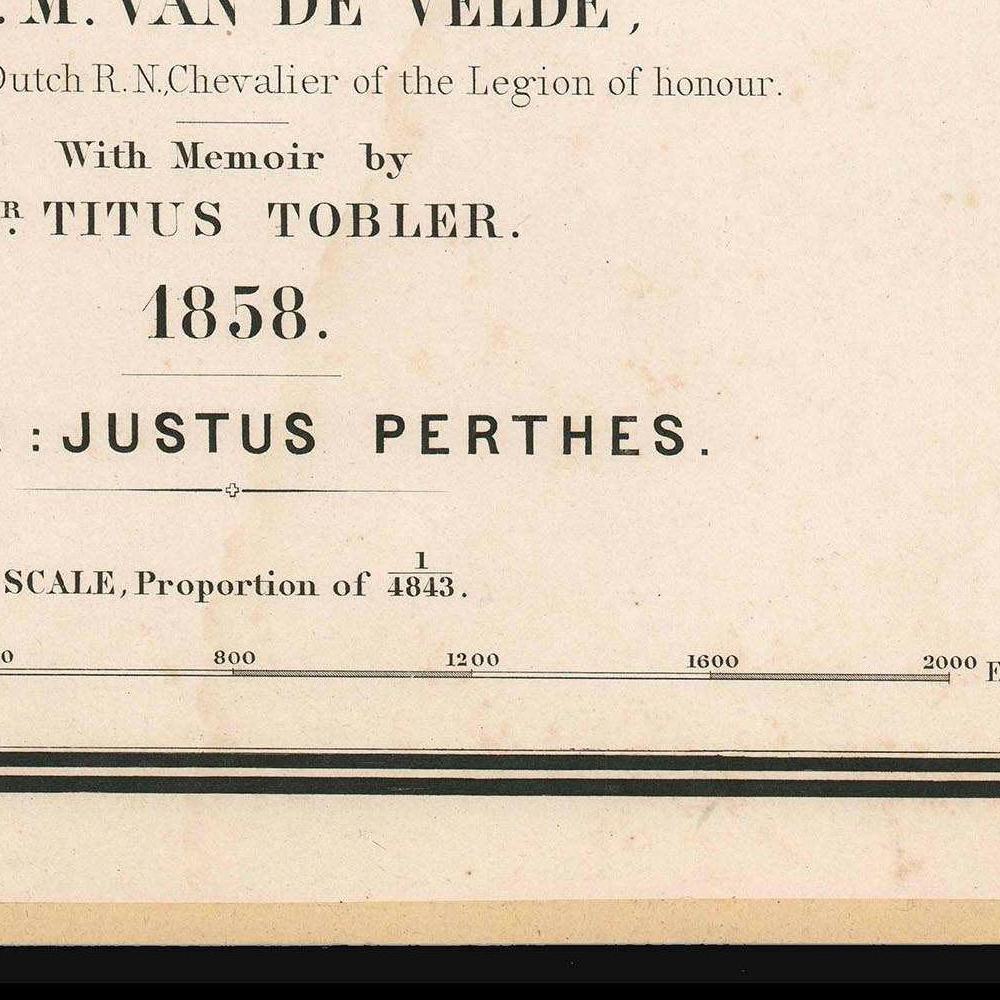 . M. VAN DE VELDE,
Dutch R. N., Chevalier of the Legion of honour.
With Memoir by
R. TITUS TOBLER.
1858.
: JUSTUS PERTHES.
SCALE, Proportion of 1/4843.
0 800 1200 1600 2000 E